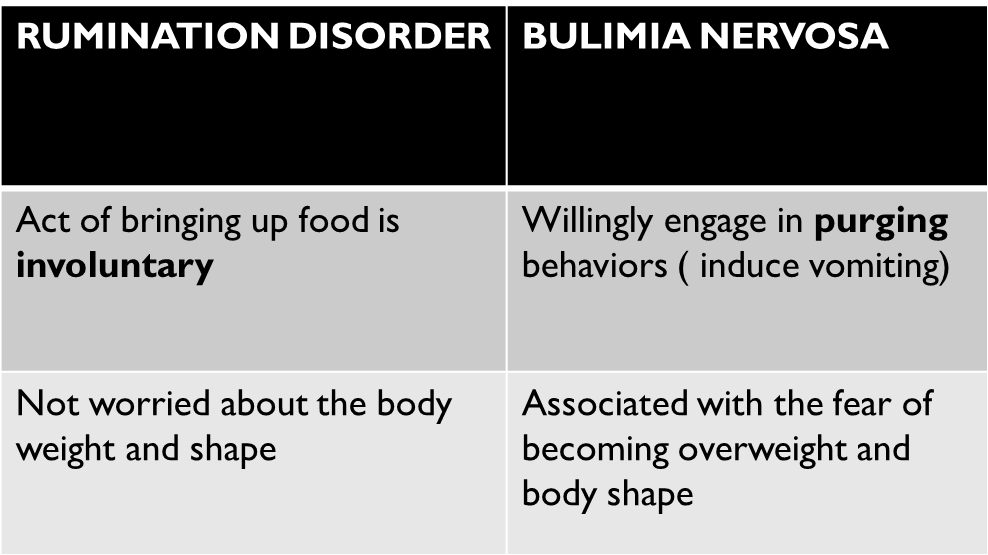 RUMINATION DISORDER
BULIMIA NERVOSA
Act of bringing up food is
involuntary
Willingly engage in purging
behaviors ( induce vomiting)
Not worried about the body
weight and shape
Associated with the fear of
becoming overweight and
body shape